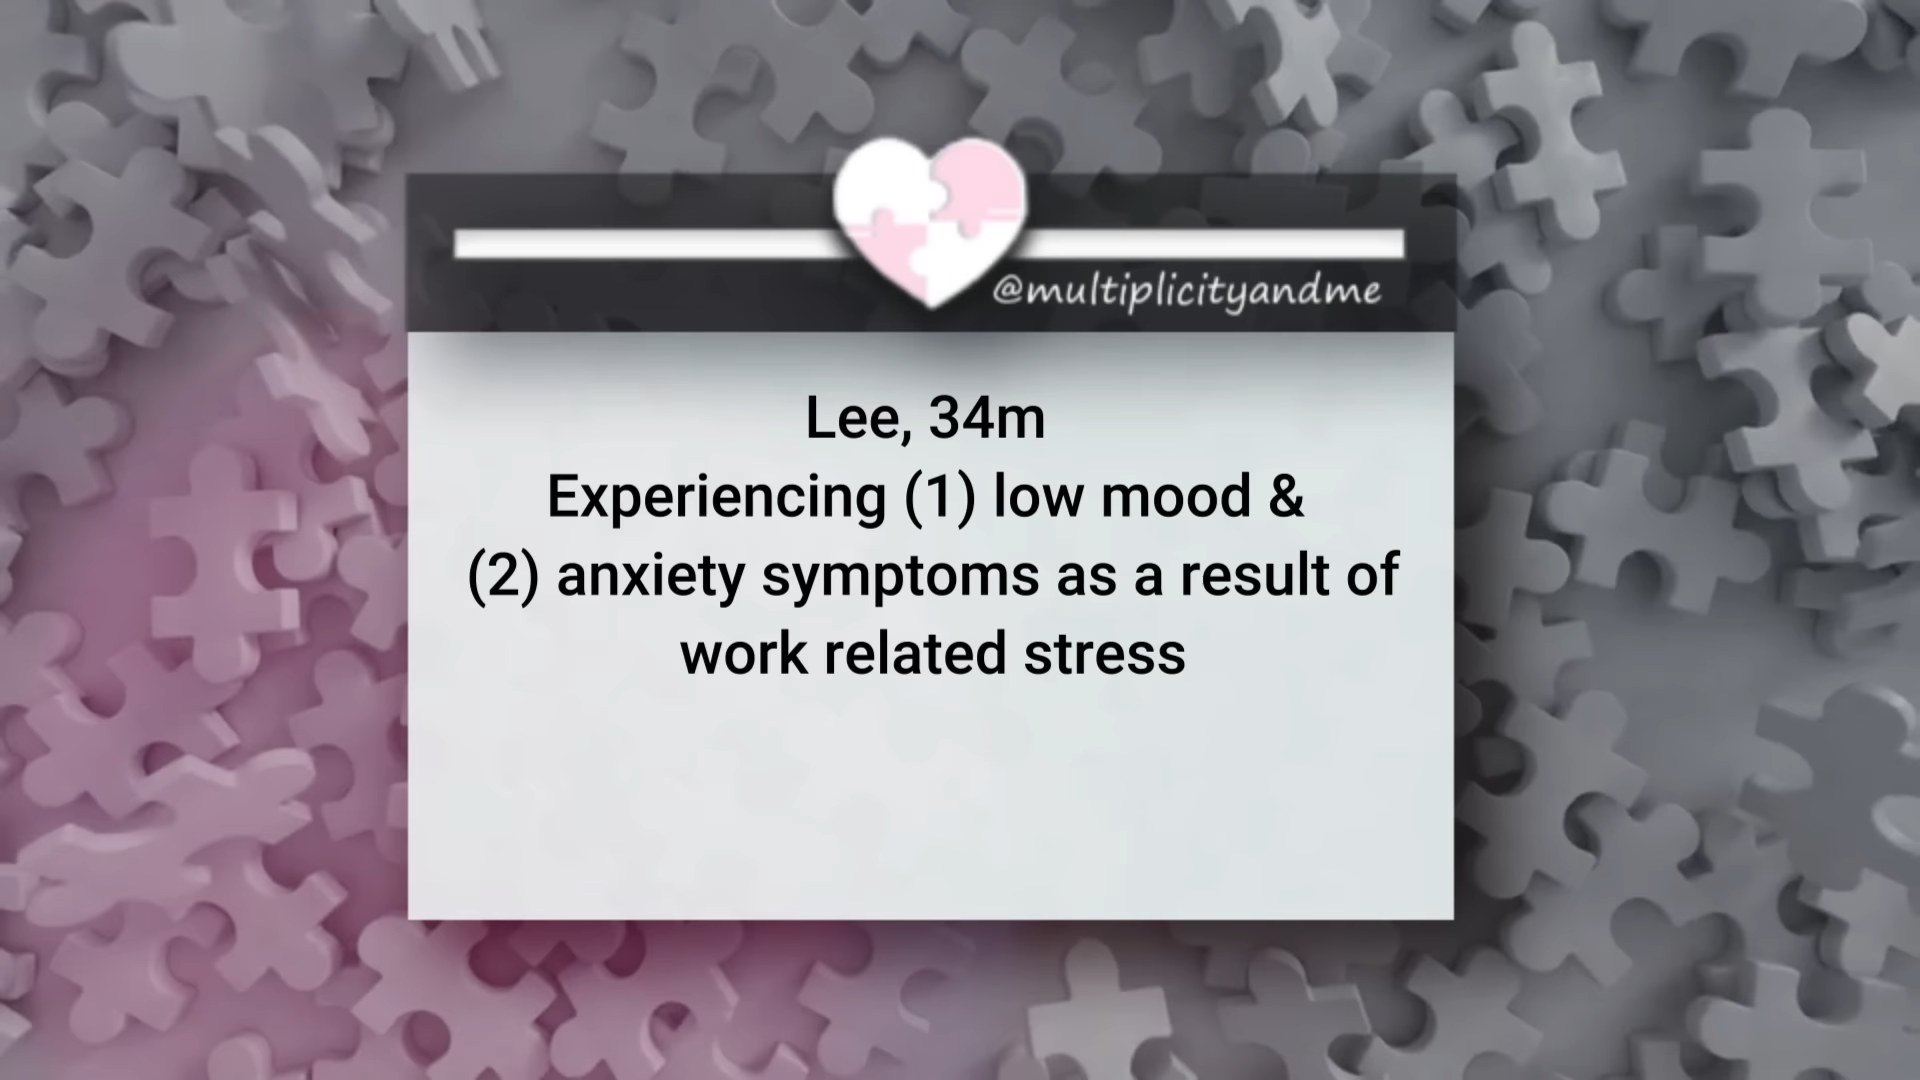 @multiplicityandme
Lee, 34m
Experiencing (1) low mood &
(2) anxiety symptoms as a result of
work related stress